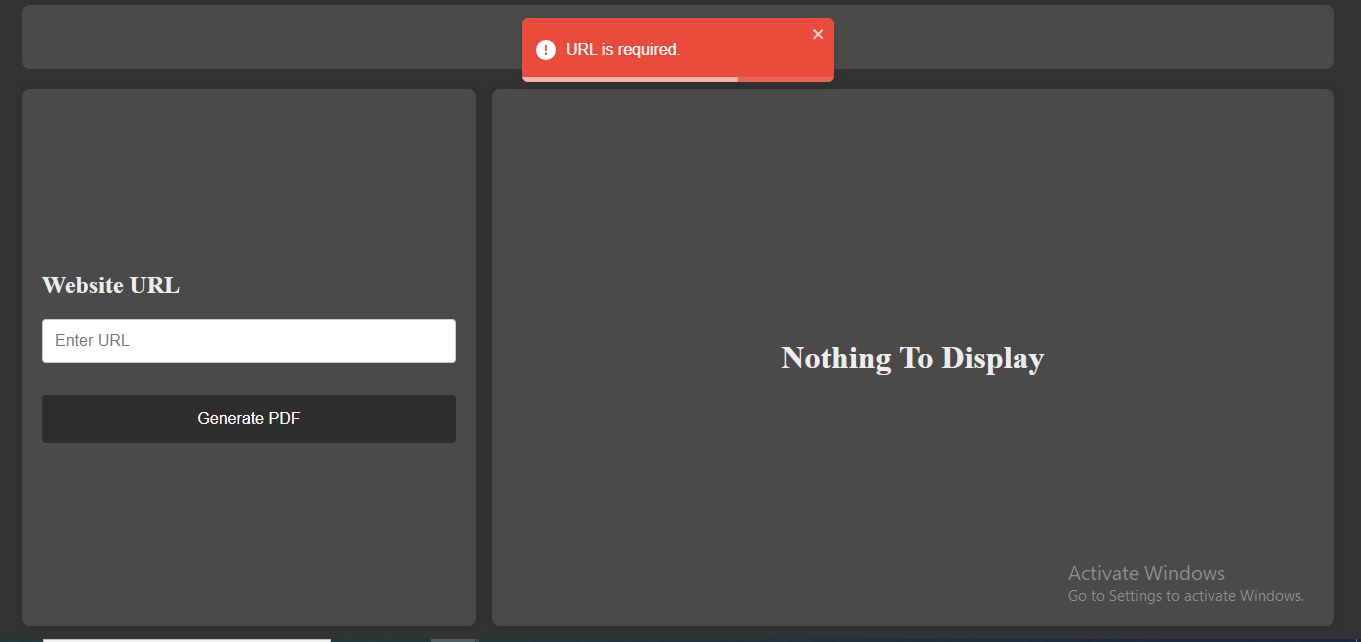 URL is required.
Website URL
Enter URL
Generate PDF
Nothing To Display
Activate Windows
Go to Settings to activate Windows.